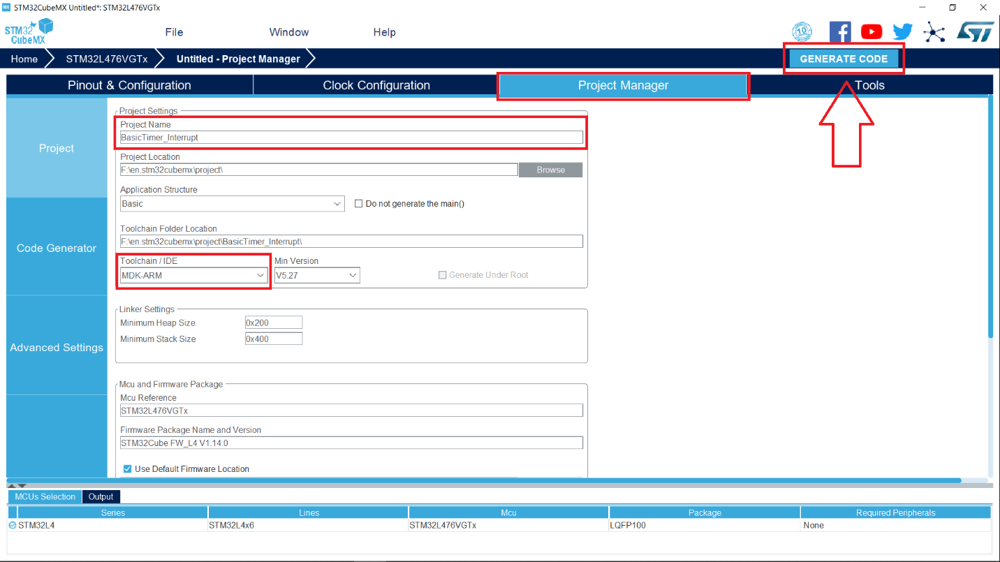 MX STM32CubeMX Untitled*: STM32L476VGTx
STM32
CubeMX
File Window Help
10
ST
Home STM32L476VGTx Untitled - Project Manager GENERATE CODE
Pinout & Configuration Clock Configuration Project Manager Tools
Project
Code Generator
Advanced Settings
Project Settings
Project Name
BasicTimer_Interrupt
Project Location
F:\en.stm32cubemx\project\ Browse
Application Structure
Basic Do not generate the main()
Toolchain Folder Location
F:\en.stm32cubemx\project\BasicTimer_Interrupt\
Toolchain / IDE Min Version
MDK-ARM V5.27 Generate Under Root
Linker Settings
Minimum Heap Size 0x200
Minimum Stack Size 0x400
Mcu and Firmware Package
Mcu Reference
STM32L476VGTx
Firmware Package Name and Version
STM32Cube FW_L4 V1.14.0
Use Default Firmware Location
MCUs Selection Output
Series Lines Mcu Package Required Peripherals
STM32L4 STM32L4x6 STM32L476VGTx LQFP100 None